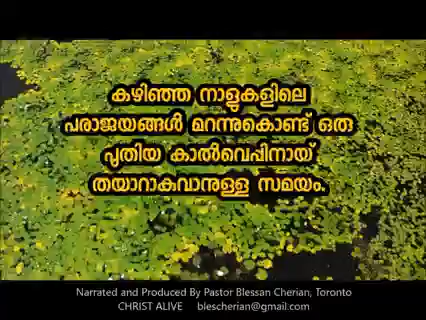 കഴിഞ്ഞ നാളുകളിലെ
പരാജയങ്ങൾ മറന്നുകൊണ്ട് ഒരു
പുതിയ കാൽവെപ്പിനായ്
തയാറാകുവാനുള്ള സമയം.
Narrated and Produced By Pastor Blessan Cherian, Toronto
CHRIST ALIVE blescherian@gmail.com